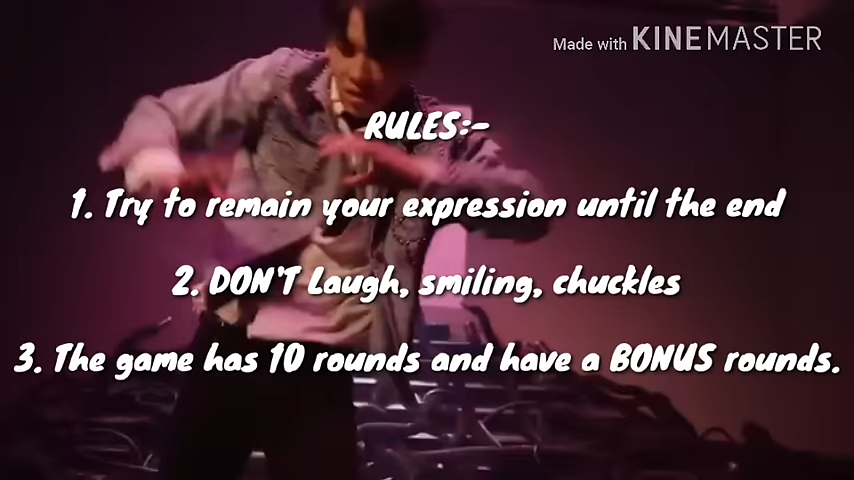 Made with KINEMASTER
RULES:-
1. Try to remain your expression until the end
2. DON'T Laugh, smiling, chuckles
3. The game has 10 rounds and have a BONUS rounds.